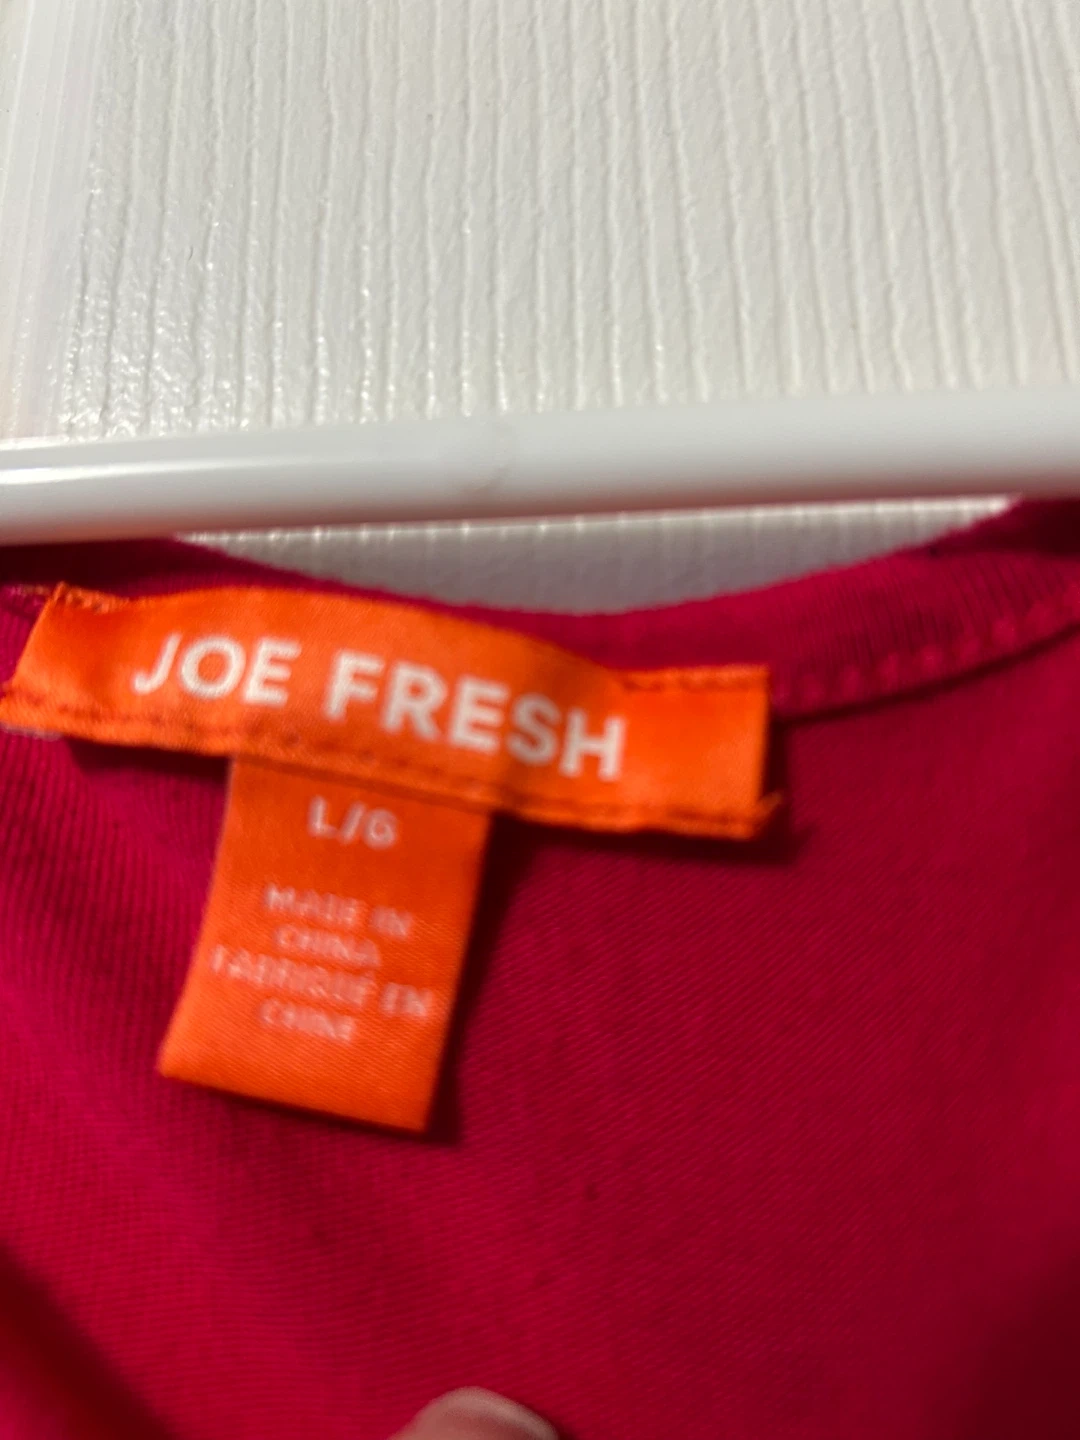 JOE FRESH
L/G
MADE IN
CHINA
FABRIQUÉ EN
CHINE